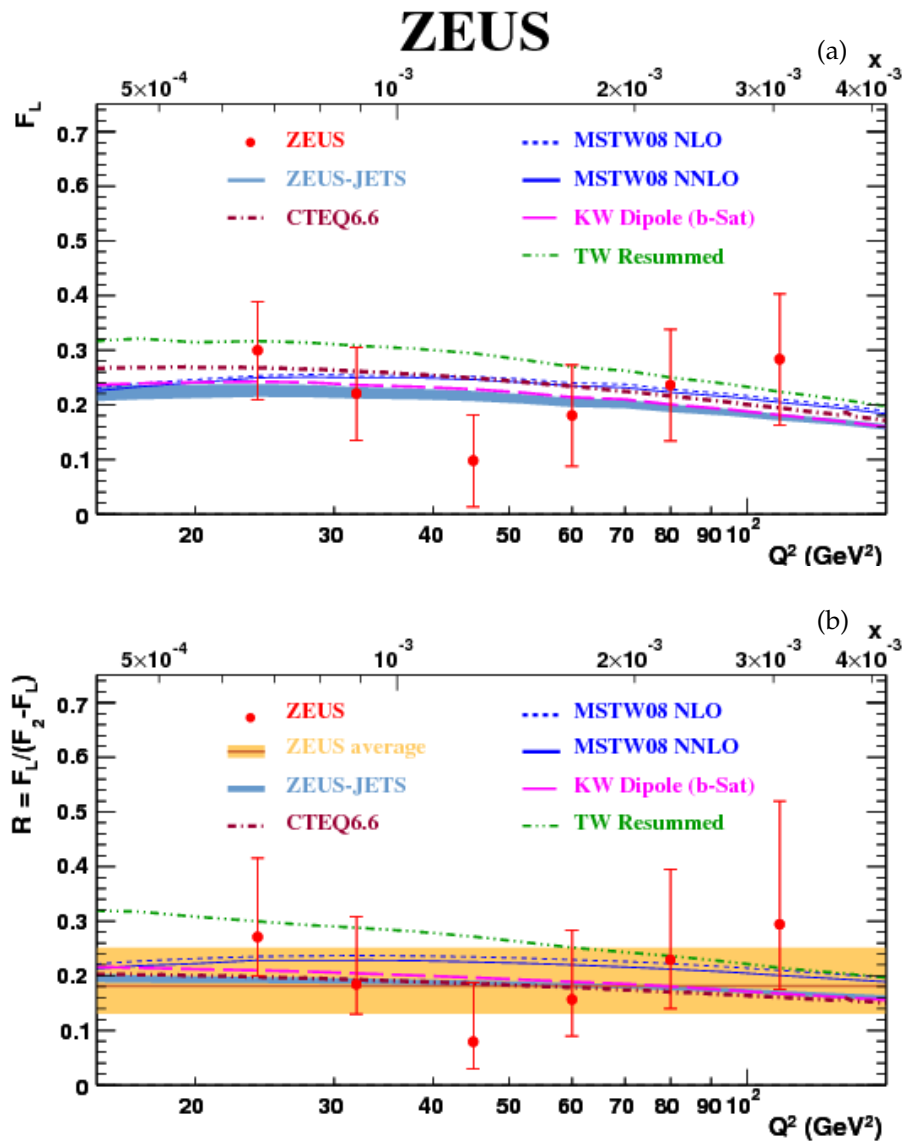 ZEUS
(a)
5×10⁻⁴ 10⁻³ 2×10⁻³ 3×10⁻³ 4×10⁻³ x
F_L
0.7
ZEUS MSTW08 NLO
0.6
ZEUS-JETS MSTW08 NNLO
CTEQ6.6 KW Dipole (b-Sat)
0.5
TW Resummed
0.4
0.3
0.2
0.1
0
20 30 40 50 60 70 80 90 10²
Q² (GeV²)
(b)
5×10⁻⁴ 10⁻³ 2×10⁻³ 3×10⁻³ 4×10⁻³ x
R = F_L/(F_2-F_L)
0.7
ZEUS MSTW08 NLO
ZEUS average MSTW08 NNLO
0.6
ZEUS-JETS KW Dipole (b-Sat)
CTEQ6.6 TW Resummed
0.5
0.4
0.3
0.2
0.1
0
20 30 40 50 60 70 80 90 10²
Q² (GeV²)